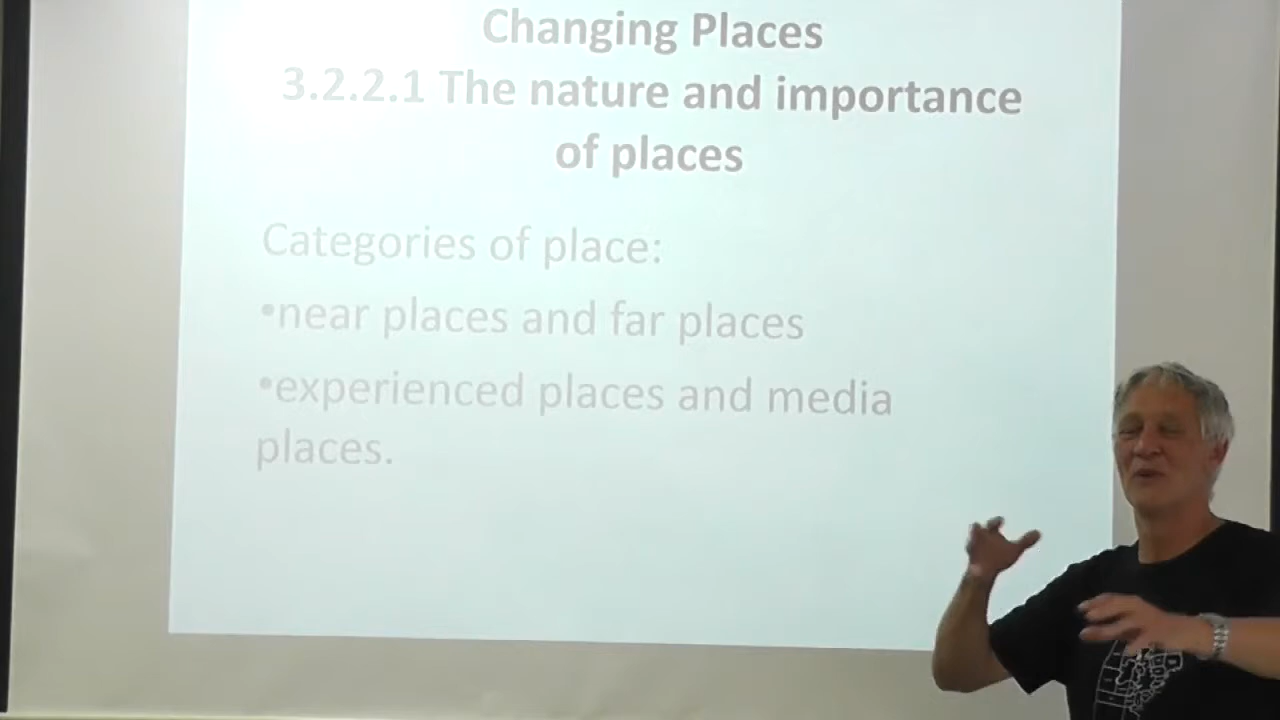 Changing Places
3.2.2.1 The nature and importance
of places
Categories of place:
•near places and far places
•experienced places and media
places.